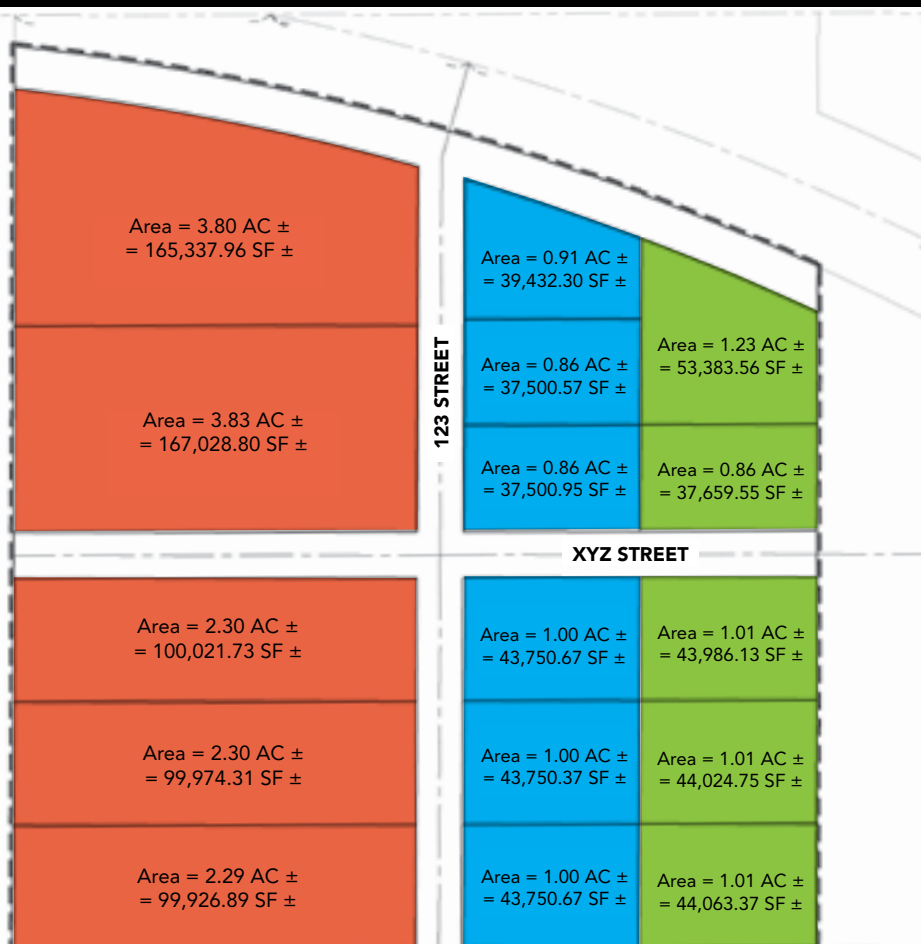 Area = 3.80 AC ±
= 165,337.96 SF ±
Area = 3.83 AC ±
= 167,028.80 SF ±
Area = 2.30 AC ±
= 100,021.73 SF ±
Area = 2.30 AC ±
= 99,974.31 SF ±
Area = 2.29 AC ±
= 99,926.89 SF ±
123 STREET
Area = 0.91 AC ±
= 39,432.30 SF ±
Area = 0.86 AC ±
= 37,500.57 SF ±
Area = 0.86 AC ±
= 37,500.95 SF ±
Area = 1.23 AC ±
= 53,383.56 SF ±
Area = 0.86 AC ±
= 37,659.55 SF ±
XYZ STREET
Area = 1.00 AC ±
= 43,750.67 SF ±
Area = 1.00 AC ±
= 43,750.37 SF ±
Area = 1.00 AC ±
= 43,750.67 SF ±
Area = 1.01 AC ±
= 43,986.13 SF ±
Area = 1.01 AC ±
= 44,024.75 SF ±
Area = 1.01 AC ±
= 44,063.37 SF ±